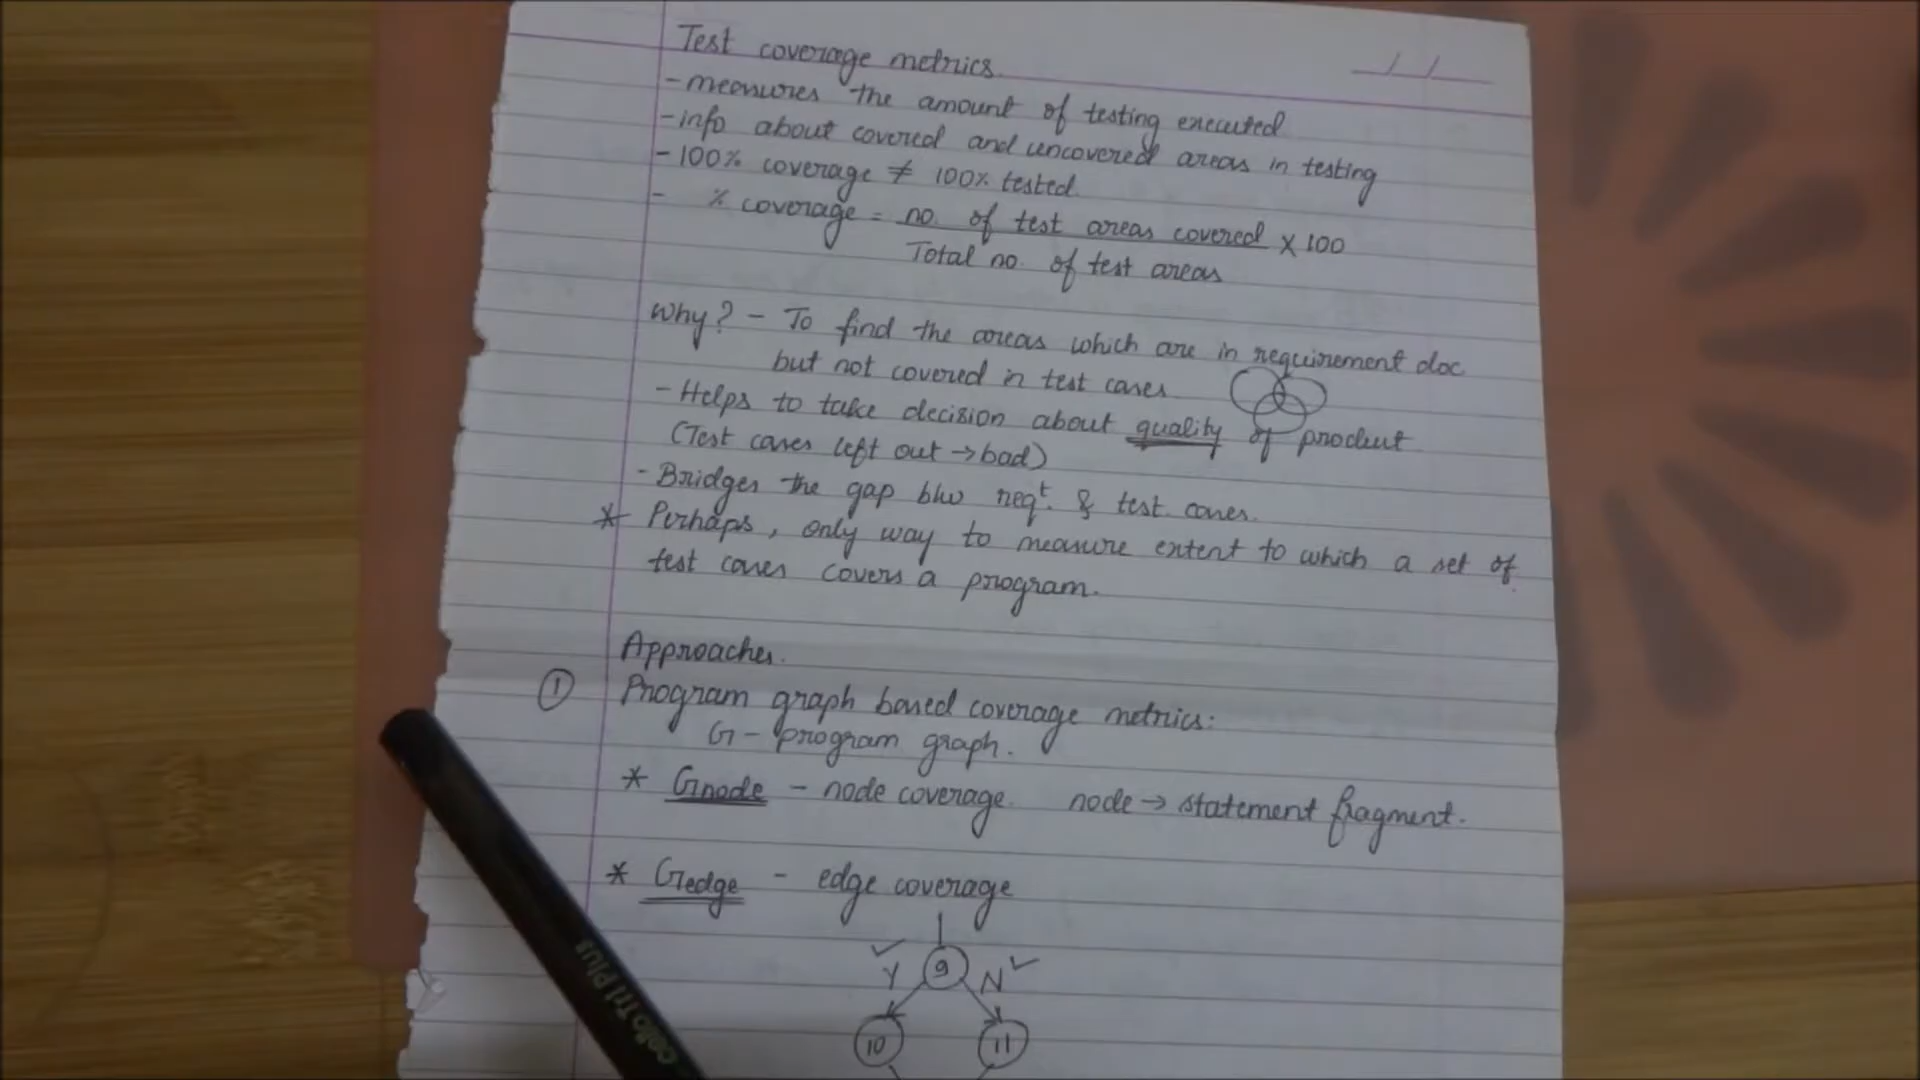 Test coverage metrics.
- measures the amount of testing executed
- info about covered and uncovered areas in testing
- 100% coverage ≠ 100% tested.
- % coverage = no. of test areas covered × 100
Total no. of test areas
Why? - To find the areas which are in requirement doc
but not covered in test cases
- Helps to take decision about quality of product
(Test cases left out → bad)
- Bridges the gap b/w reqt. & test cases.
* Perhaps, only way to measure extent to which a set of
test cases covers a program.
Approaches.
① Program graph based coverage metrics:
G - program graph.
* Gnode - node coverage. node → statement fragment.
* Gedge - edge coverage
Y 9 N
10 11
cello Tri Plus